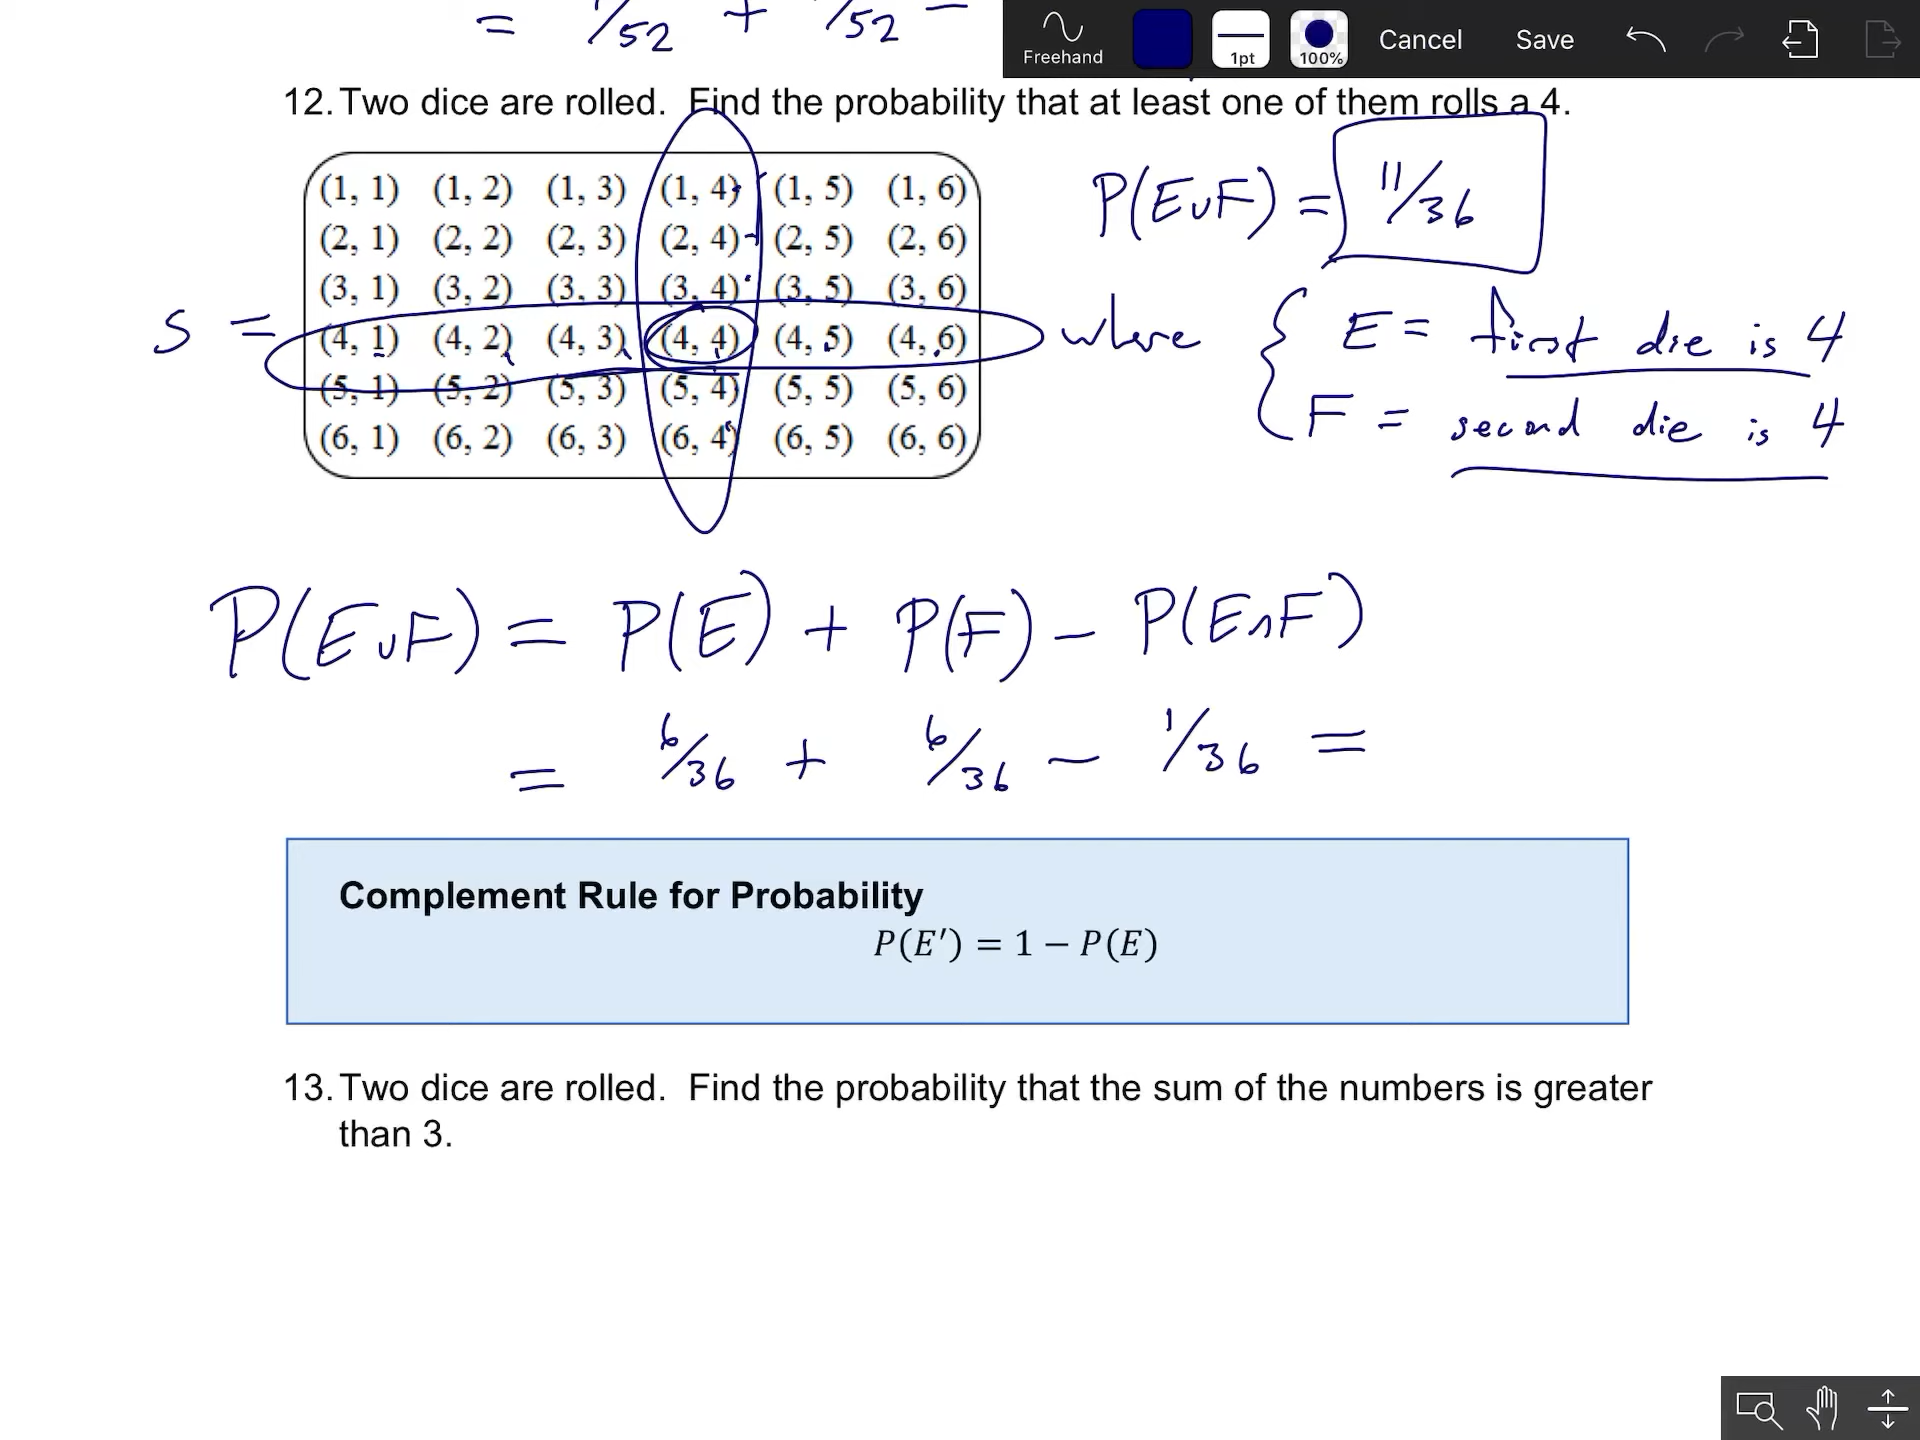 = 1/52 + 1/52 −
Freehand 1pt 100% Cancel Save
12. Two dice are rolled. Find the probability that at least one of them rolls a 4.
(1, 1) (1, 2) (1, 3) (1, 4) (1, 5) (1, 6)
(2, 1) (2, 2) (2, 3) (2, 4) (2, 5) (2, 6)
(3, 1) (3, 2) (3, 3) (3, 4) (3, 5) (3, 6)
S = (4, 1) (4, 2) (4, 3) (4, 4) (4, 5) (4, 6)
(5, 1) (5, 2) (5, 3) (5, 4) (5, 5) (5, 6)
(6, 1) (6, 2) (6, 3) (6, 4) (6, 5) (6, 6)
P(E∪F) = 11/36
where { E = first die is 4
F = second die is 4
P(E∪F) = P(E) + P(F) − P(E∩F)
= 6/36 + 6/36 − 1/36 =
Complement Rule for Probability
P(E′) = 1 − P(E)
13. Two dice are rolled. Find the probability that the sum of the numbers is greater
than 3.